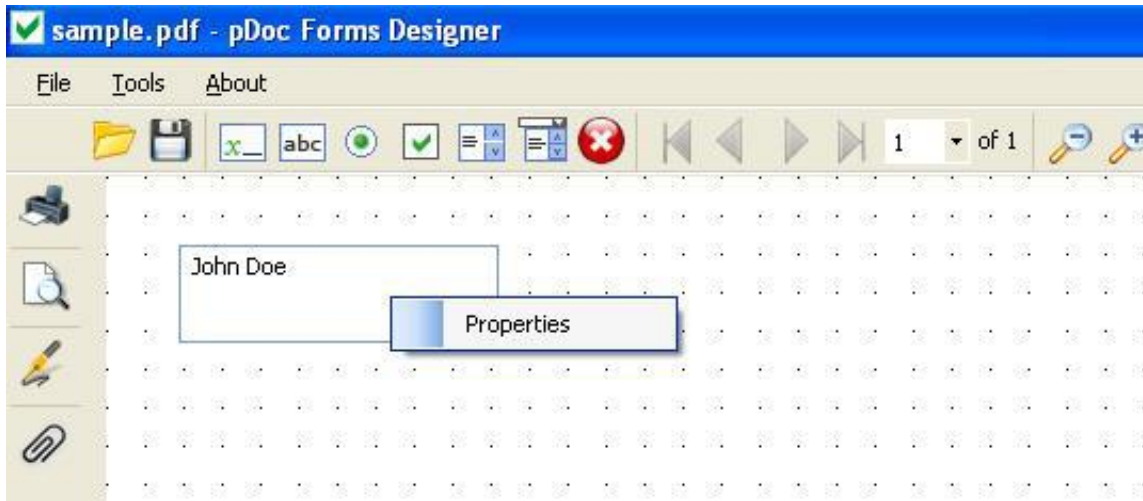 sample.pdf - pDoc Forms Designer
File Tools About
x abc 1 of 1
John Doe
Properties